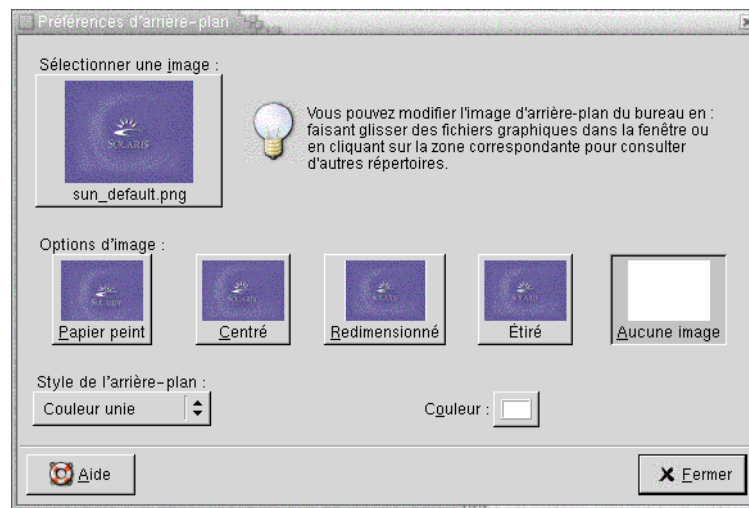 Préférences d'arrière-plan
Sélectionner une image :
SOLARIS
sun_default.png
Vous pouvez modifier l'image d'arrière-plan du bureau en :
faisant glisser des fichiers graphiques dans la fenêtre ou
en cliquant sur la zone correspondante pour consulter
d'autres répertoires.
Options d'image :
Papier peint
Centré
Redimensionné
Étiré
Aucune image
Style de l'arrière-plan :
Couleur unie
Couleur :
Aide
Fermer